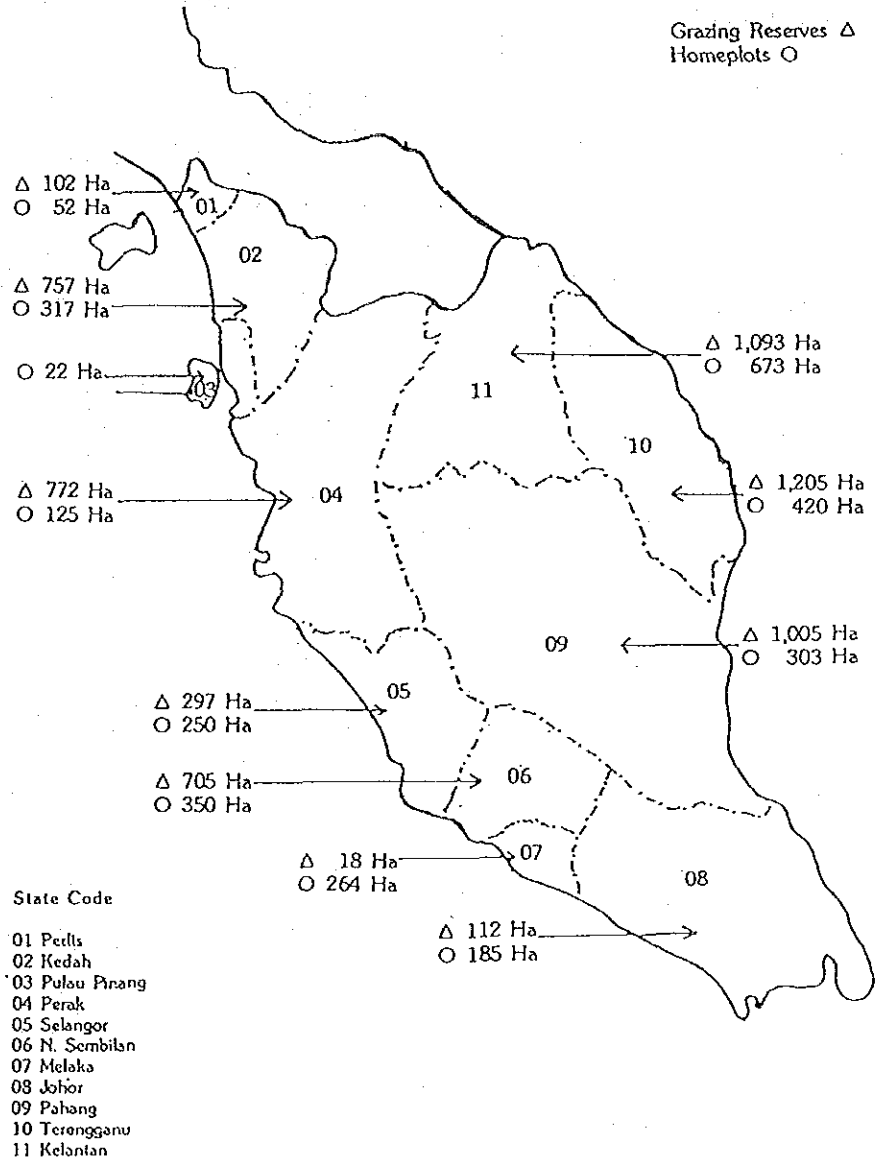 Grazing Reserves △
Homeplots O
△ 102 Ha
O 52 Ha
01
02
△ 757 Ha
O 317 Ha
O 22 Ha
03
△ 1,093 Ha
O 673 Ha
11
10
△ 772 Ha
O 125 Ha
04
△ 1,205 Ha
O 420 Ha
09
△ 1,005 Ha
O 303 Ha
05
△ 297 Ha
O 250 Ha
06
△ 705 Ha
O 350 Ha
07
△ 18 Ha
O 264 Ha
08
△ 112 Ha
O 185 Ha
State Code
01 Perlis
02 Kedah
03 Pulau Pinang
04 Perak
05 Selangor
06 N. Sembilan
07 Melaka
08 Johor
09 Pahang
10 Terengganu
11 Kelantan